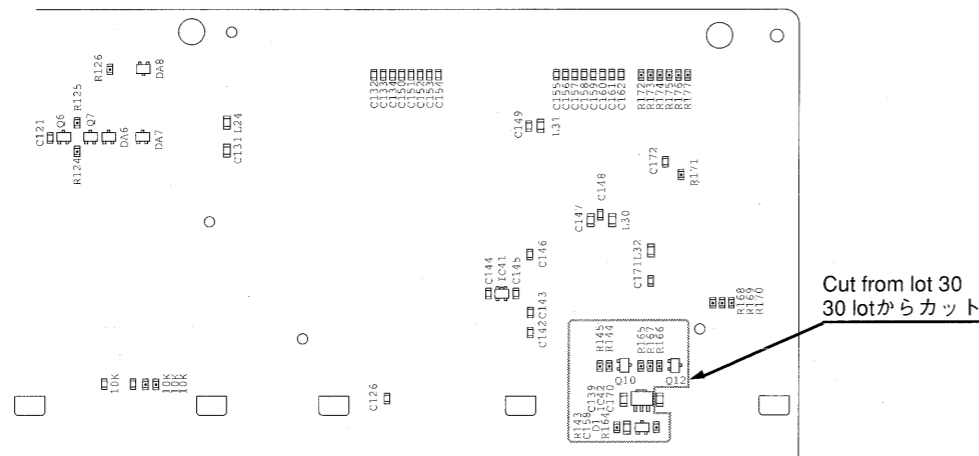 R126
DA8
R125
C121
Q6
Q7
DA6
DA7
R124
L24
C131
C132
C133
C134
C150
C151
C152
C153
C154
C155
C156
C157
C158
C159
C160
C161
C162
R172
R173
R174
R175
R176
R177
C149
L31
C172
R171
C148
C147
L30
C146
C144
IC41
C145
C171
L32
C143
C142
R168
R169
R170
Cut from lot 30
30 lotからカット
R145
R144
R165
R167
R166
Q10
Q12
C139
IC42
C170
R143
C158
D1
R164
10K
10K
10K
10K
C126